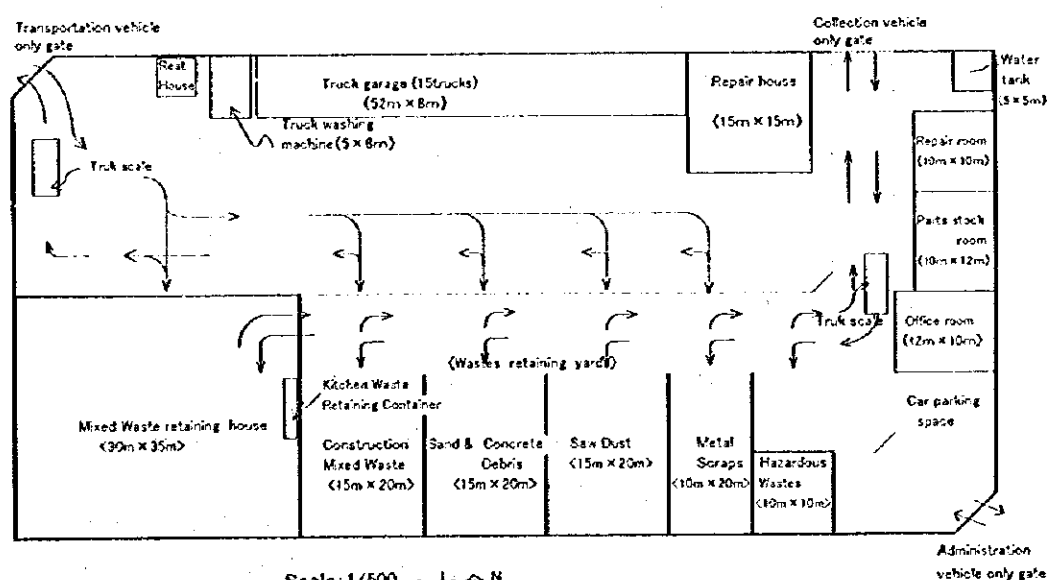 Transportation vehicle
only gate
Collection vehicle
only gate
Rest
House
Truck garage (15trucks)
(52m × 8m)
Truck washing
machine (5 × 8m)
Repair house
(15m × 15m)
Water
tank
(5 × 5m)
Truk scale
Repair room
(10m × 10m)
Parts stock
room
(10m × 12m)
Truk scale
Office room
(12m × 10m)
(Wastes retaining yards)
Kitchen Waste
Retaining Container
Mixed Waste retaining house
(30m × 35m)
Construction
Mixed Waste
(15m × 20m)
Sand & Concrete
Debris
(15m × 20m)
Saw Dust
(15m × 20m)
Metal
Scraps
(10m × 20m)
Hazardous
Wastes
(10m × 10m)
Car parking
space
Administration
vehicle only gate
Scale: 1/500
N